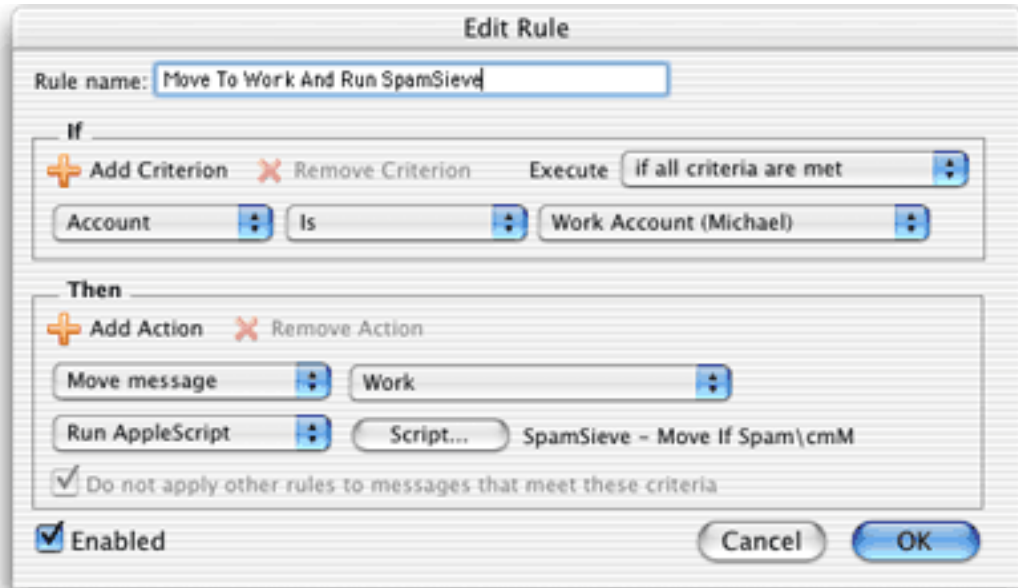 Edit Rule
Rule name: Move To Work And Run SpamSieve
If
Add Criterion Remove Criterion Execute if all criteria are met
Account Is Work Account (Michael)
Then
Add Action Remove Action
Move message Work
Run AppleScript Script... SpamSieve - Move If Spam\cmM
Do not apply other rules to messages that meet these criteria
Enabled Cancel OK